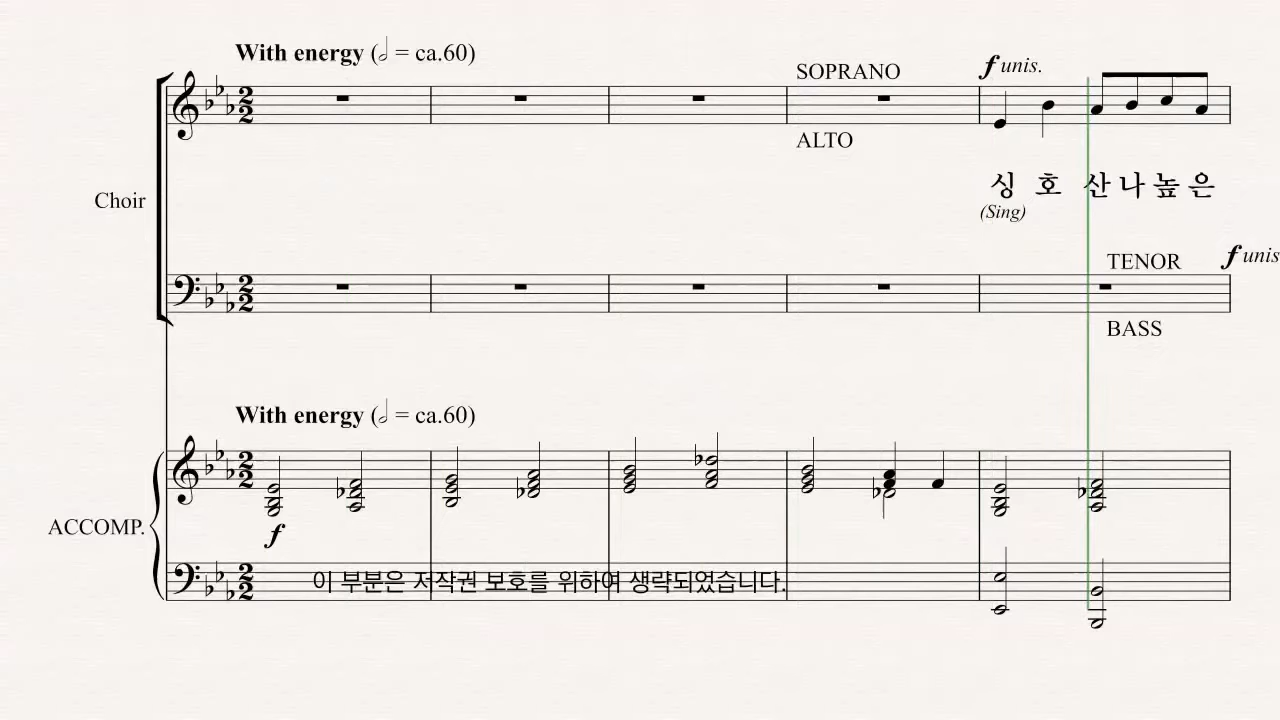 With energy (𝅗𝅥 = ca.60)
SOPRANO
f unis.
ALTO
Choir
싱 호 산 나 높 은
(Sing)
TENOR
f unis
BASS
With energy (𝅗𝅥 = ca.60)
ACCOMP.
f
이 부분은 저작권 보호를 위하여 생략되었습니다.